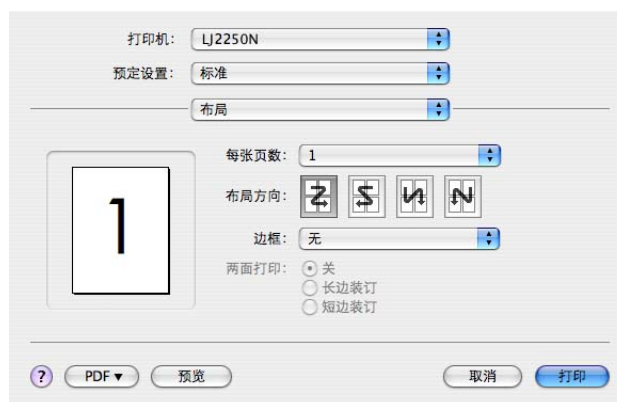 打印机： LJ2250N
预定设置： 标准
布局
每张页数： 1
布局方向：
边框： 无
两面打印： 关
长边装订
短边装订
1
? PDF▼ 预览 取消 打印